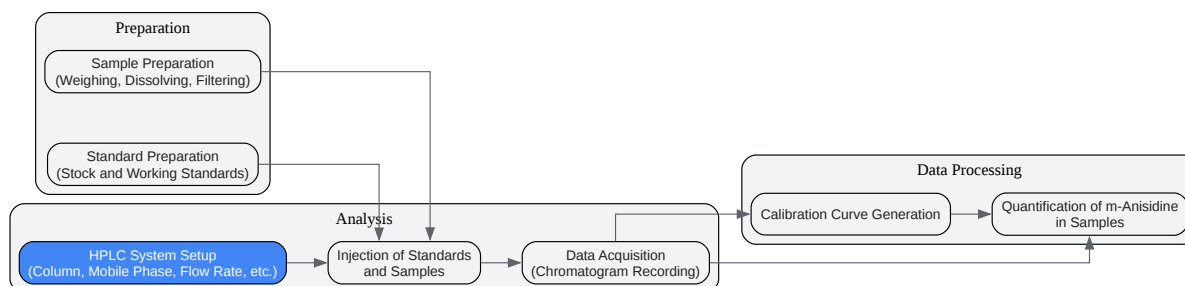 Preparation
Sample Preparation
(Weighing, Dissolving, Filtering)
Standard Preparation
(Stock and Working Standards)
Analysis
HPLC System Setup
(Column, Mobile Phase, Flow Rate, etc.)
Injection of Standards
and Samples
Data Acquisition
(Chromatogram Recording)
Data Processing
Calibration Curve Generation
Quantification of m-Anisidine
in Samples